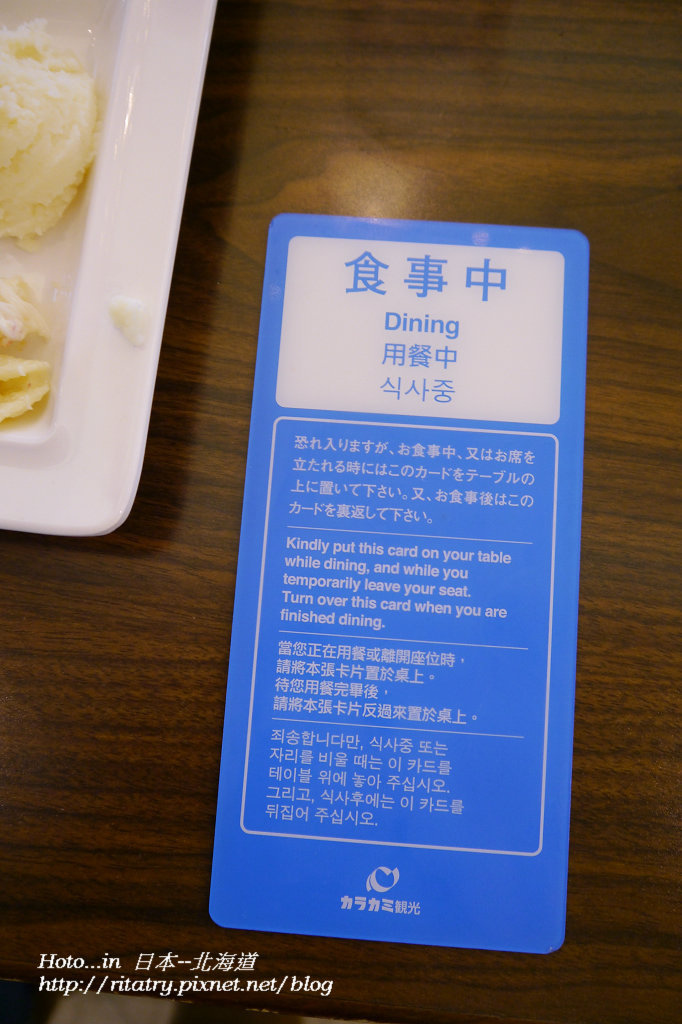 食事中
Dining
用餐中
식사중
恐れ入りますが、お食事中、又はお席を
立たれる時にはこのカードをテーブルの
上に置いて下さい。又、お食事後はこの
カードを裏返して下さい。
Kindly put this card on your table
while dining, and while you
temporarily leave your seat.
Turn over this card when you are
finished dining.
當您正在用餐或離開座位時，
請將本張卡片置於桌上。
待您用餐完畢後，
請將本張卡片反過來置於桌上。
죄송합니다만, 식사중 또는
자리를 비울 때는 이 카드를
테이블 위에 놓아 주십시오.
그리고, 식사후에는 이 카드를
뒤집어 주십시오.
カラカミ観光
Hoto...in 日本--北海道
http://ritatry.pixnet.net/blog